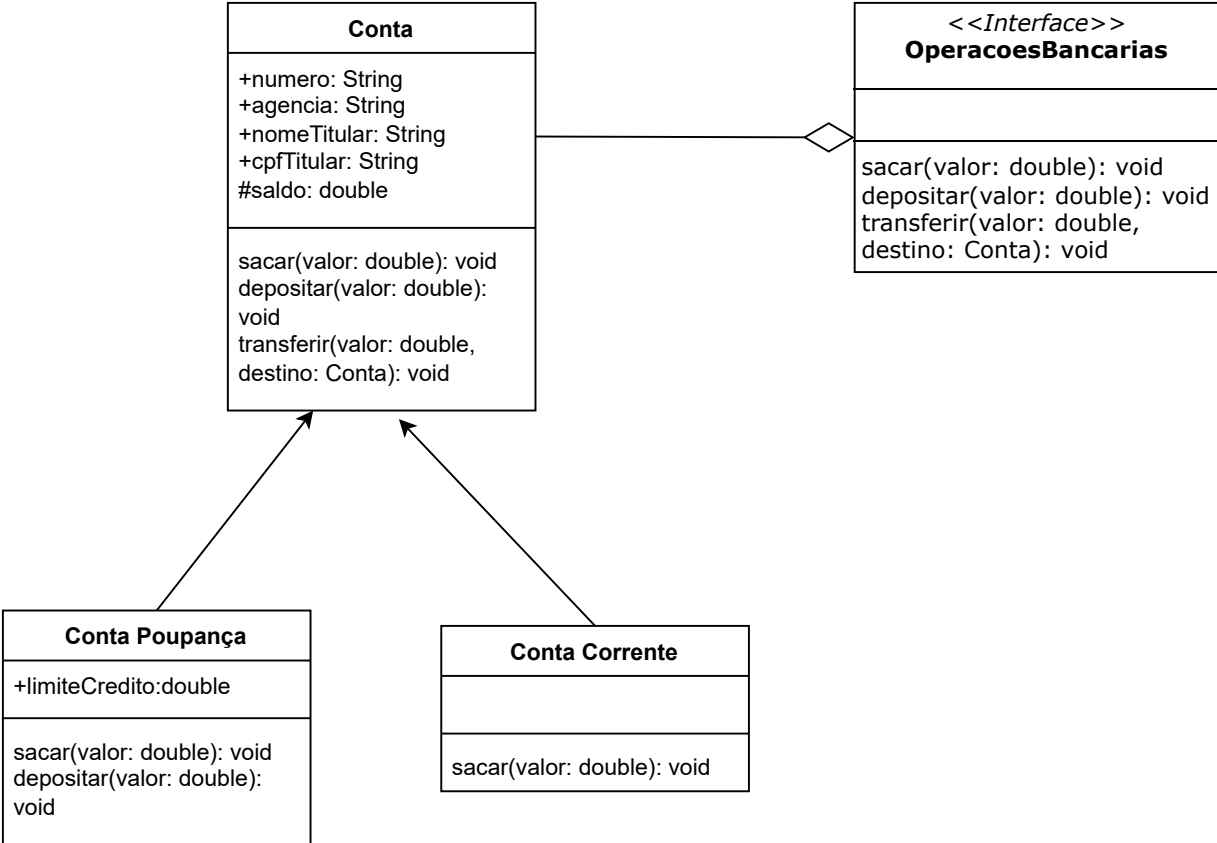 Conta
+numero: String
+agencia: String
+nomeTitular: String
+cpfTitular: String
#saldo: double
sacar(valor: double): void
depositar(valor: double):
void
transferir(valor: double,
destino: Conta): void
<<Interface>>
OperacoesBancarias
sacar(valor: double): void
depositar(valor: double): void
transferir(valor: double,
destino: Conta): void
Conta Poupança
+limiteCredito:double
sacar(valor: double): void
depositar(valor: double):
void
Conta Corrente
sacar(valor: double): void